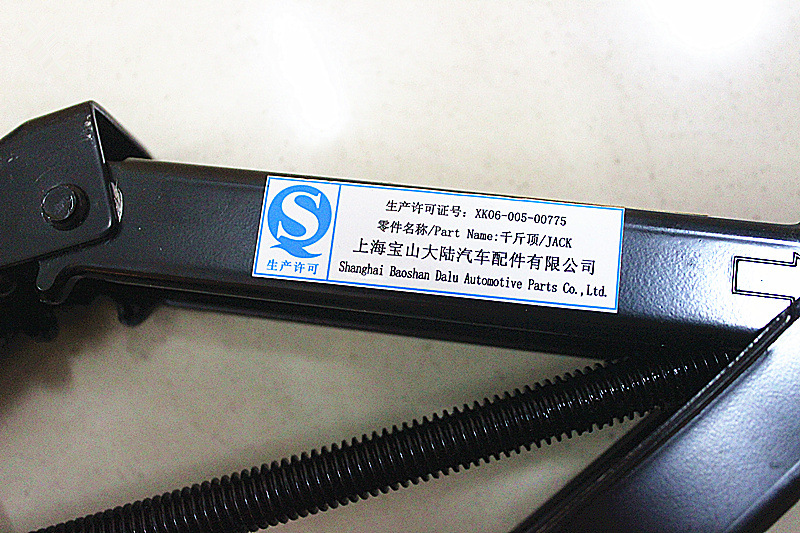 生产许可
生产许可证号：XK06-005-00775
零件名称/Part Name:千斤顶/JACK
上海宝山大陆汽车配件有限公司
Shanghai Baoshan Dalu Automotive Parts Co.,Ltd.